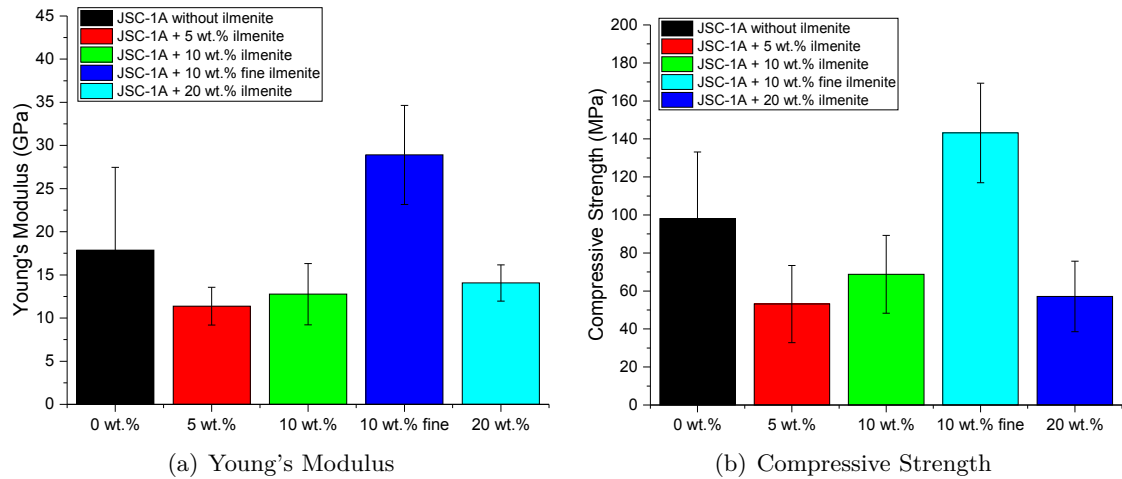 45
40
35
30
25
20
15
10
5
0
Young's Modulus (GPa)
JSC-1A without ilmenite
JSC-1A + 5 wt.% ilmenite
JSC-1A + 10 wt.% ilmenite
JSC-1A + 10 wt.% fine ilmenite
JSC-1A + 20 wt.% ilmenite
0 wt.% 5 wt.% 10 wt.% 10 wt.% fine 20 wt.%
(a) Young's Modulus
200
180
160
140
120
100
80
60
40
20
0
Compressive Strength (MPa)
JSC-1A without ilmenite
JSC-1A + 5 wt.% ilmenite
JSC-1A + 10 wt.% ilmenite
JSC-1A + 10 wt.% fine ilmenite
JSC-1A + 20 wt.% ilmenite
0 wt.% 5 wt.% 10 wt.% 10 wt.% fine 20 wt.%
(b) Compressive Strength